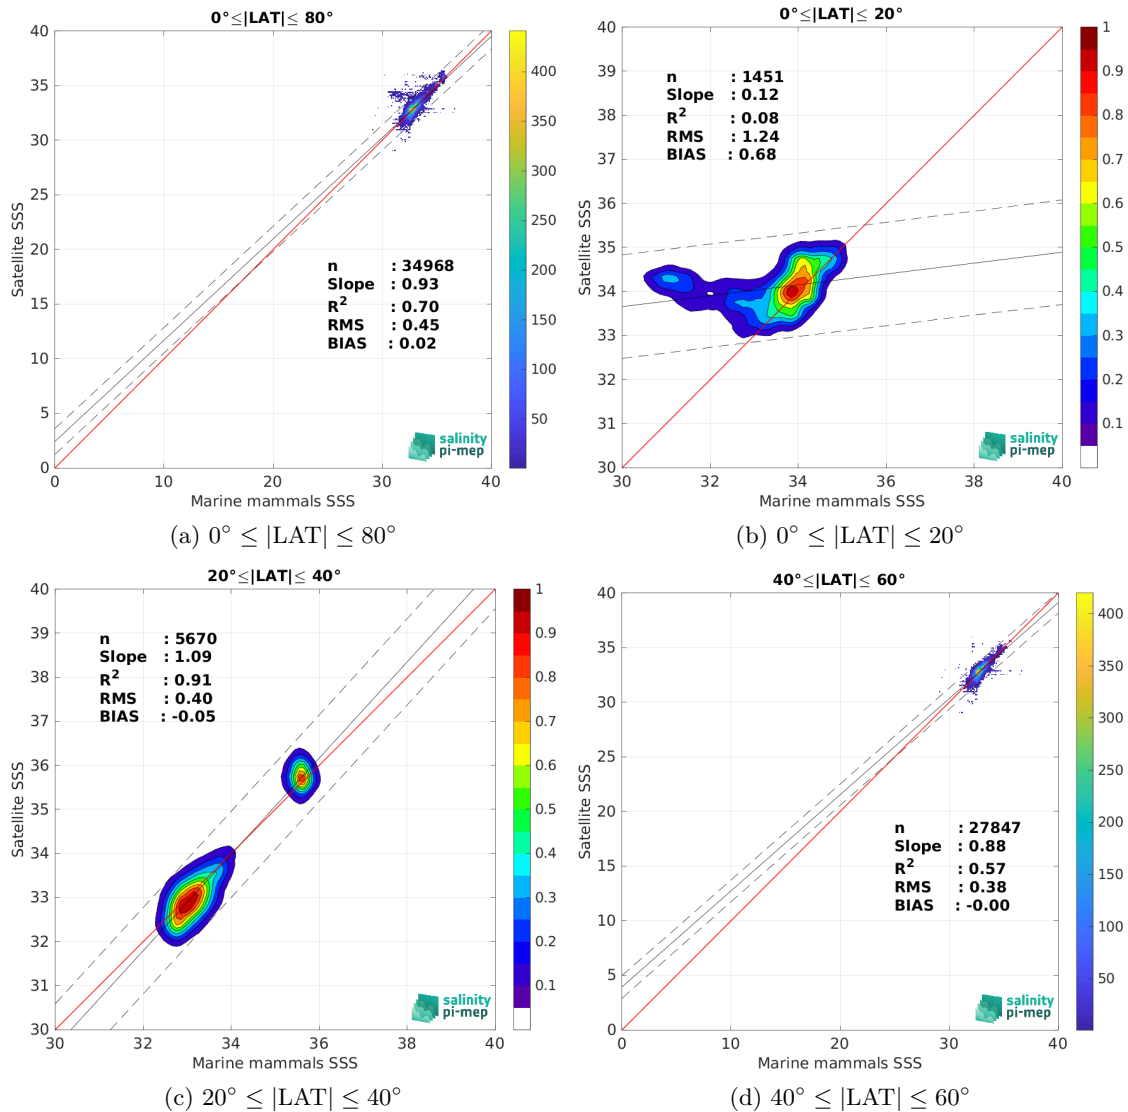 0°≤|LAT|≤ 80°
40
35
30
25
20
15
10
5
0
Satellite SSS
n : 34968
Slope : 0.93
R² : 0.70
RMS : 0.45
BIAS : 0.02
salinity
pi-mep
0 10 20 30 40
Marine mammals SSS
400
350
300
250
200
150
100
50
(a) 0° ≤ |LAT| ≤ 80°
0°≤|LAT|≤ 20°
40
39
38
37
36
35
34
33
32
31
30
Satellite SSS
n : 1451
Slope : 0.12
R² : 0.08
RMS : 1.24
BIAS : 0.68
salinity
pi-mep
30 32 34 36 38 40
Marine mammals SSS
1
0.9
0.8
0.7
0.6
0.5
0.4
0.3
0.2
0.1
(b) 0° ≤ |LAT| ≤ 20°
20°≤|LAT|≤ 40°
40
39
38
37
36
35
34
33
32
31
30
Satellite SSS
n : 5670
Slope : 1.09
R² : 0.91
RMS : 0.40
BIAS : -0.05
salinity
pi-mep
30 32 34 36 38 40
Marine mammals SSS
1
0.9
0.8
0.7
0.6
0.5
0.4
0.3
0.2
0.1
(c) 20° ≤ |LAT| ≤ 40°
40°≤|LAT|≤ 60°
40
35
30
25
20
15
10
5
0
Satellite SSS
n : 27847
Slope : 0.88
R² : 0.57
RMS : 0.38
BIAS : -0.00
salinity
pi-mep
0 10 20 30 40
Marine mammals SSS
400
350
300
250
200
150
100
50
0
(d) 40° ≤ |LAT| ≤ 60°